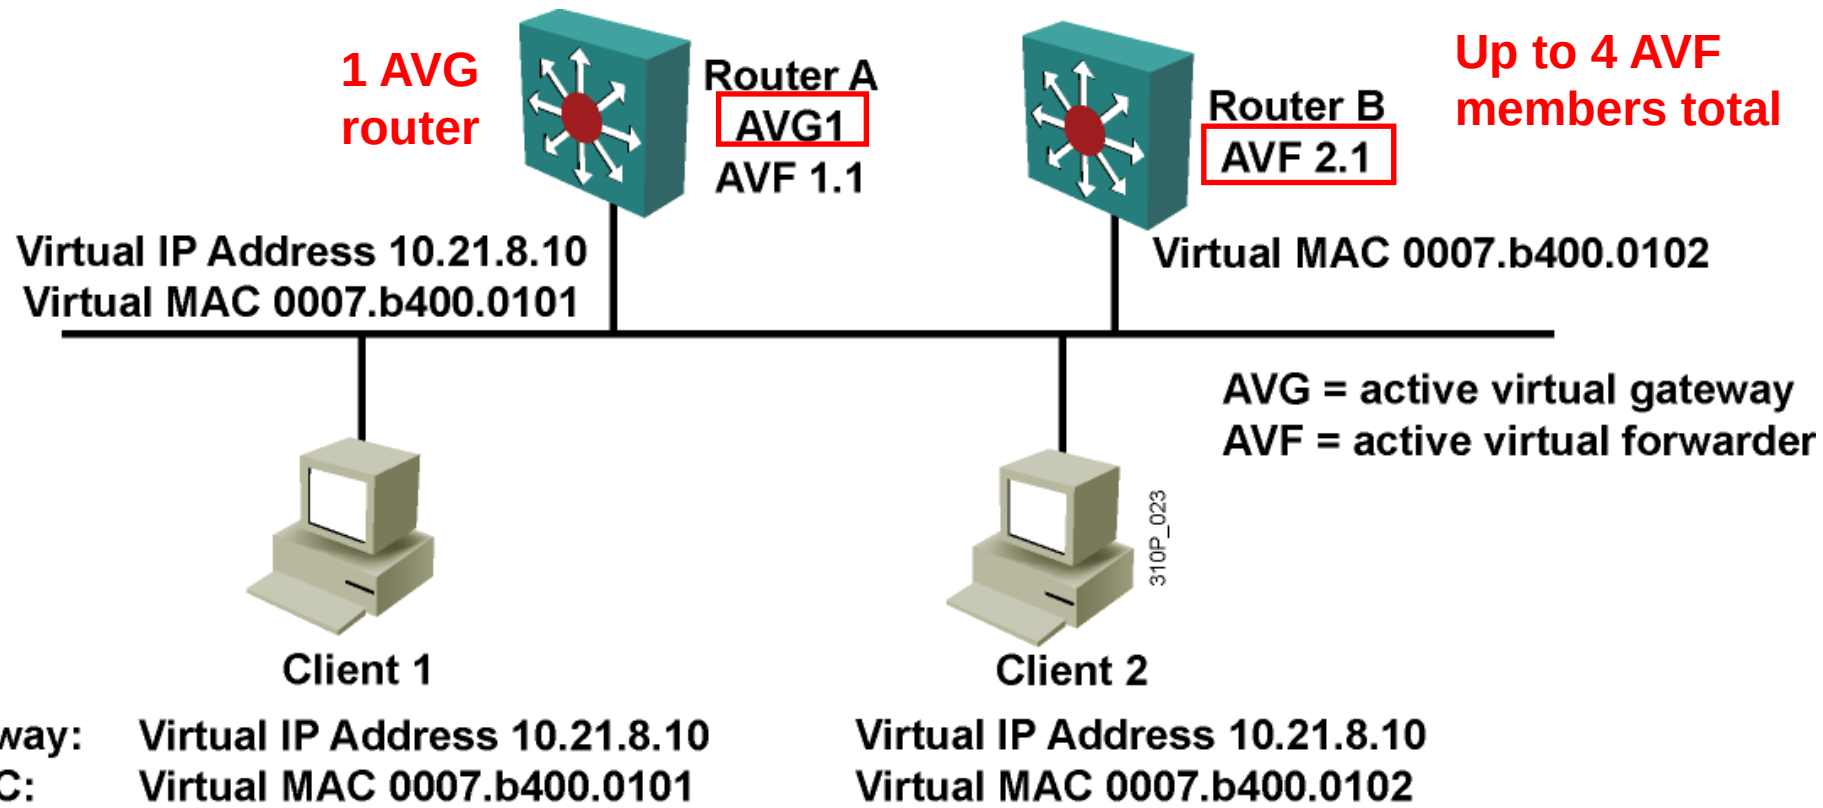 1 AVG
router
Router A
AVG1
AVF 1.1
Router B
AVF 2.1
Up to 4 AVF
members total
Virtual IP Address 10.21.8.10
Virtual MAC 0007.b400.0101
Virtual MAC 0007.b400.0102
AVG = active virtual gateway
AVF = active virtual forwarder
310P_023
Client 1
Client 2
way: Virtual IP Address 10.21.8.10 Virtual IP Address 10.21.8.10
C: Virtual MAC 0007.b400.0101 Virtual MAC 0007.b400.0102